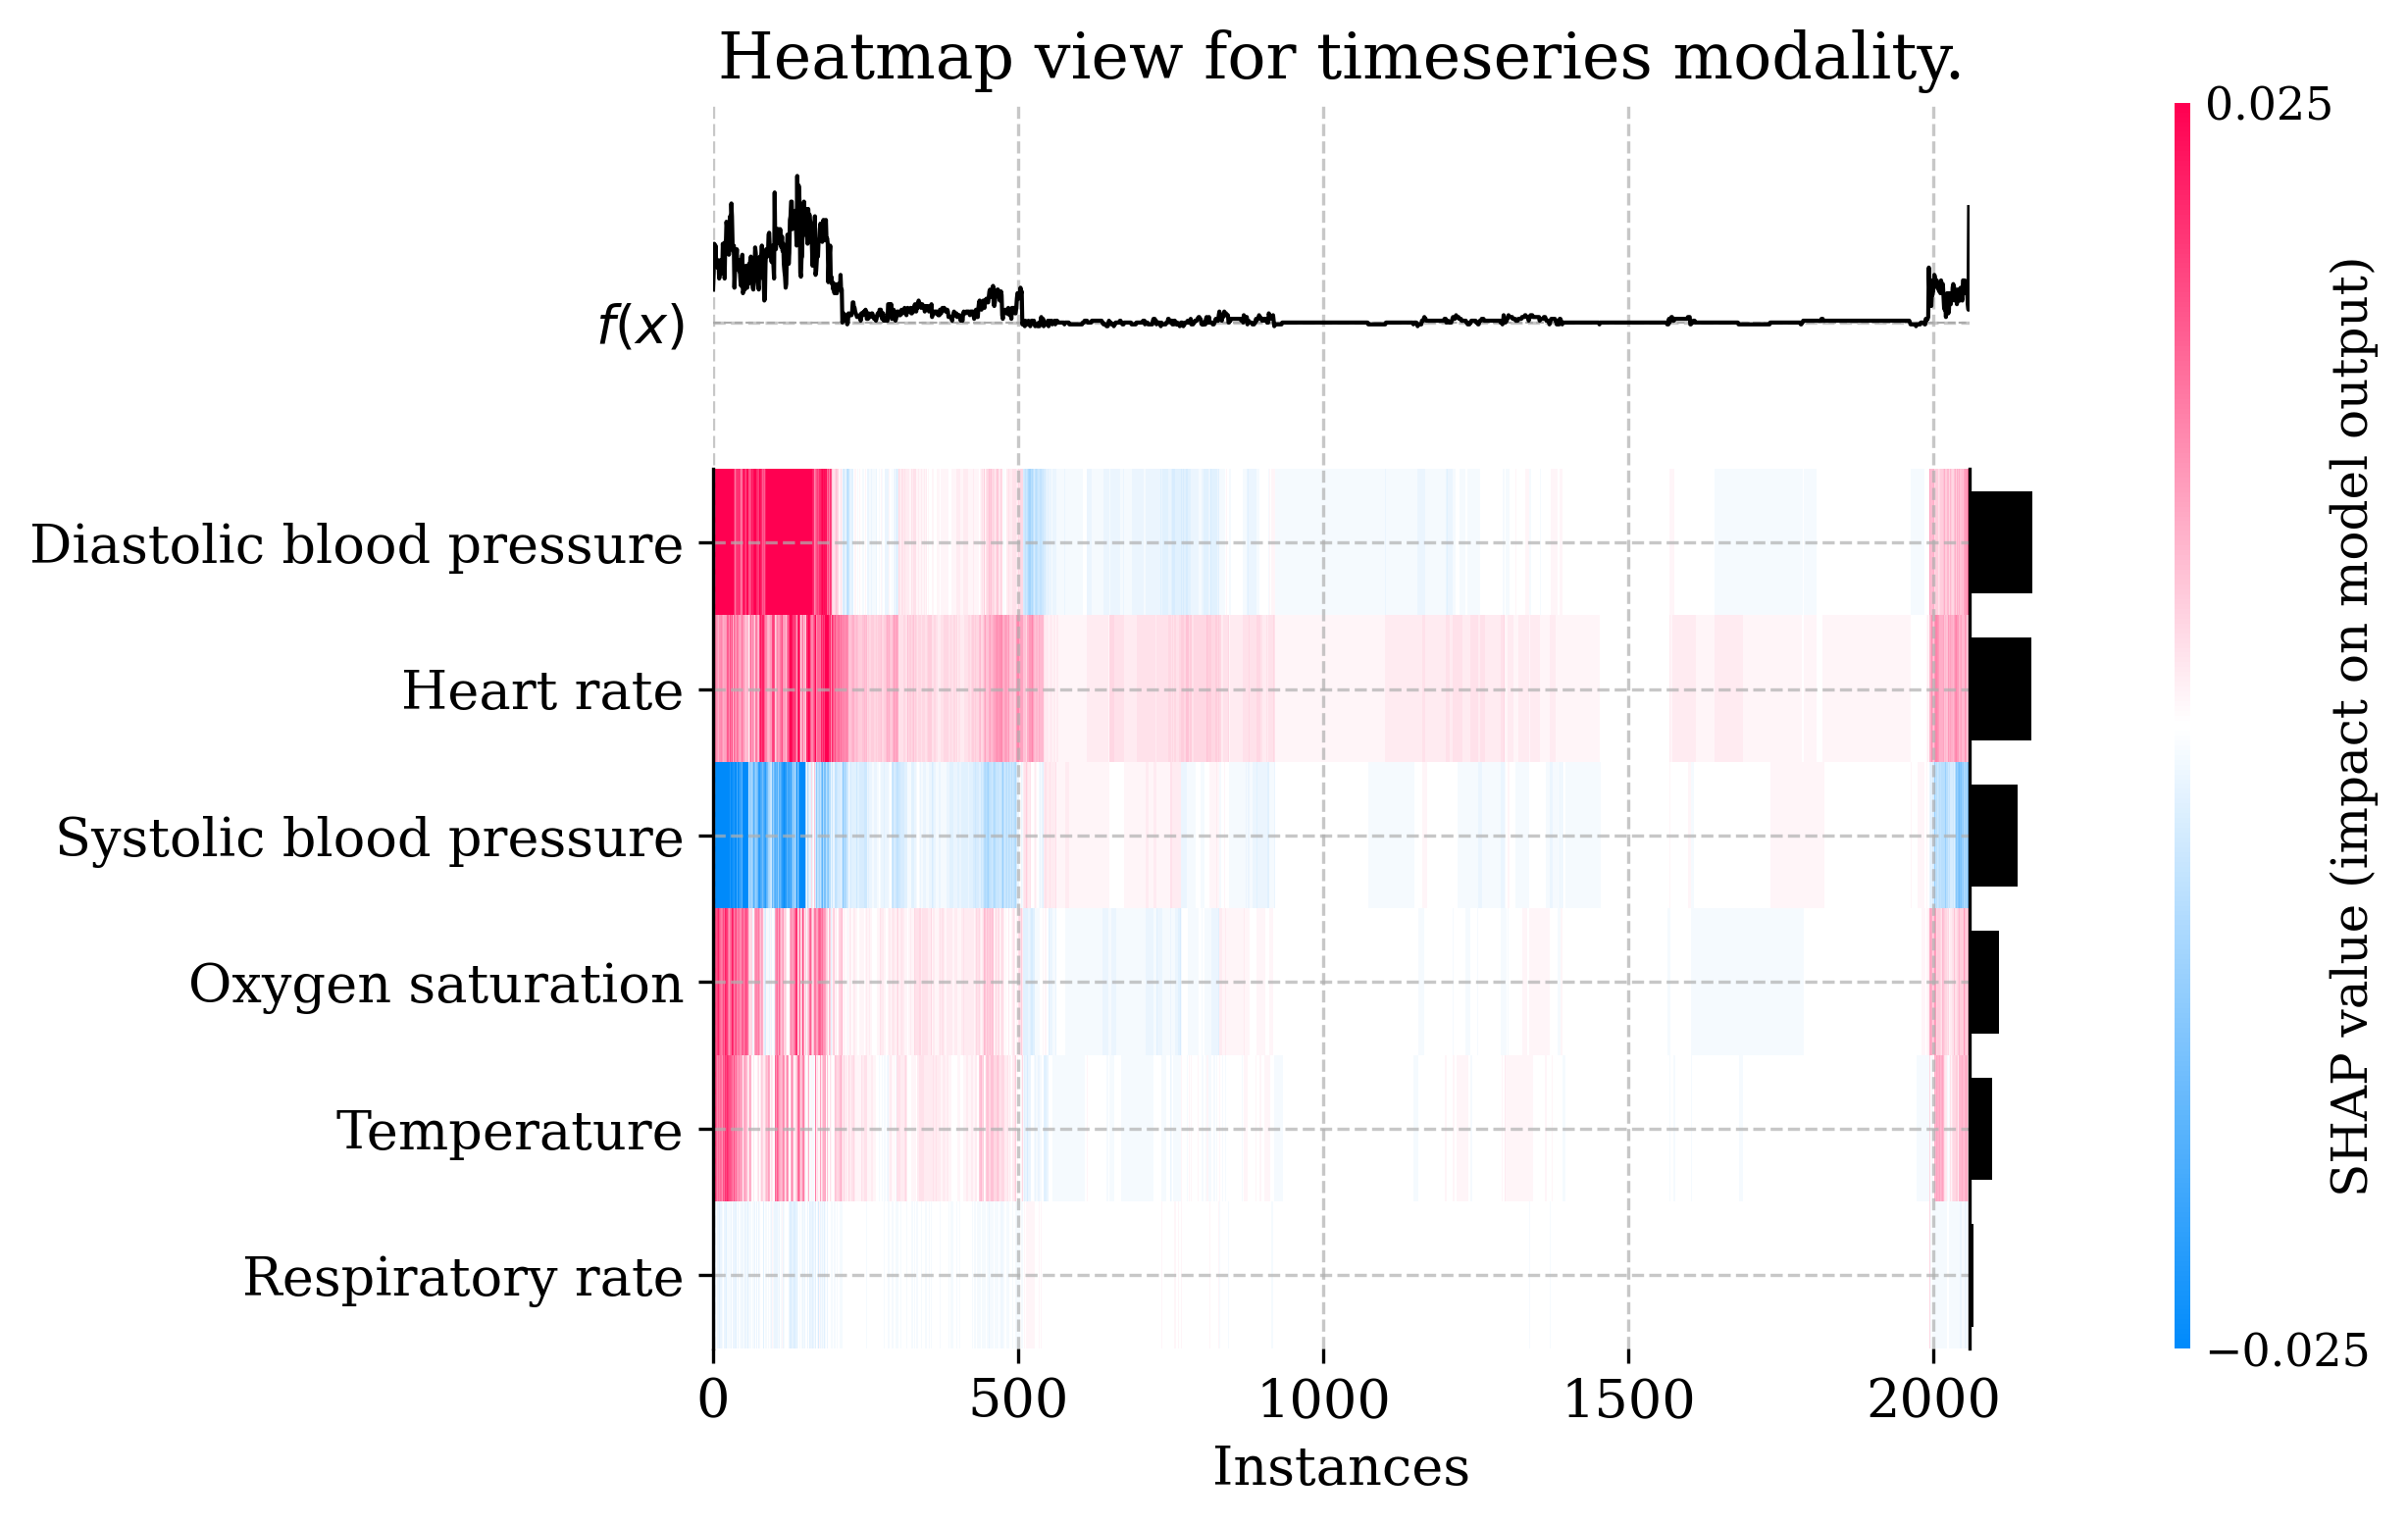 Heatmap view for timeseries modality.
0.025
f(x)
Diastolic blood pressure
Heart rate
Systolic blood pressure
Oxygen saturation
Temperature
Respiratory rate
SHAP value (impact on model output)
−0.025
0 500 1000 1500 2000
Instances